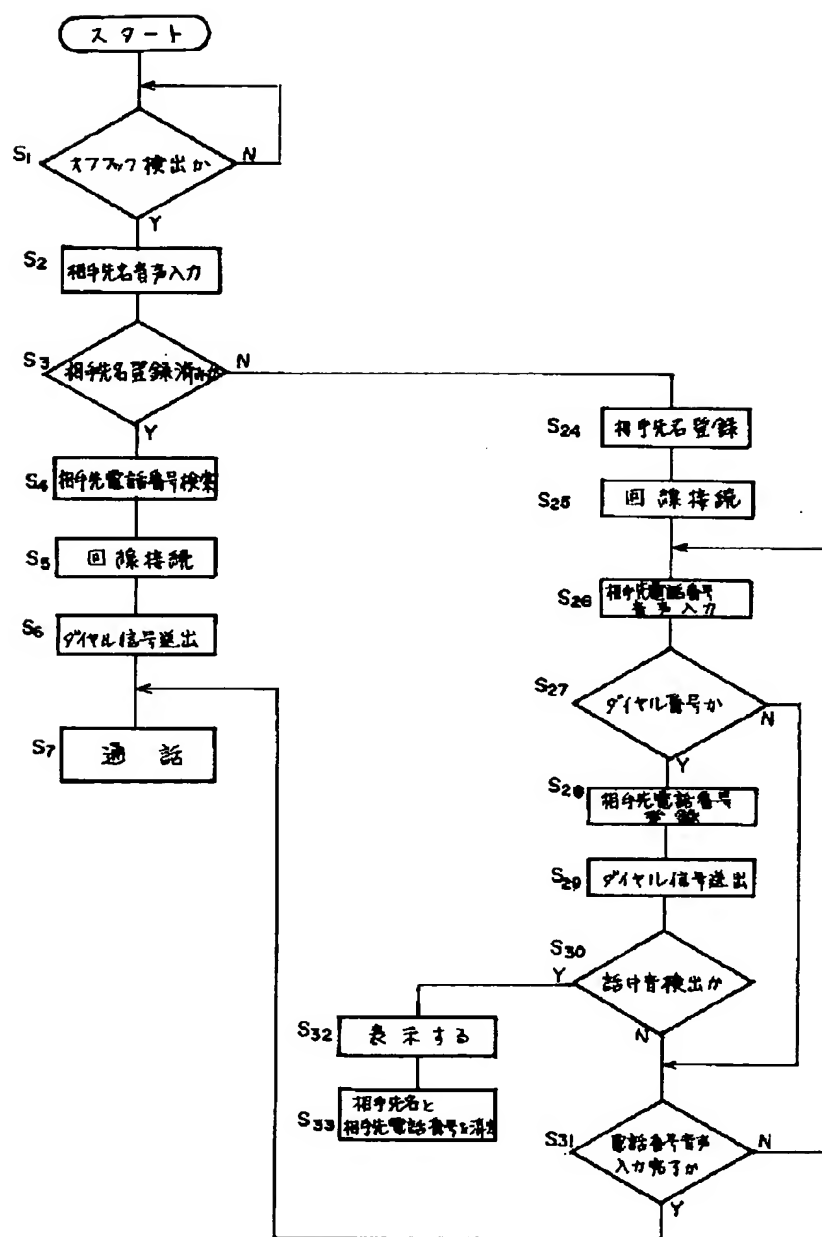 スタート
S1
オフフック検出か
N
Y
S2
相手先名音声入力
S3
相手先名登録済みか
N
Y
S4
相手先電話番号検索
S5
回線接続
S6
ダイヤル信号送出
S7
通話
S24
相手先名登録
S25
回線接続
S26
相手先電話番号
音声入力
S27
ダイヤル番号か
N
Y
S28
相手先電話番号
登録
S29
ダイヤル信号送出
S30
話中音検出か
Y
N
S32
表示する
S33
相手先名と
相手先電話番号を消去
S31
電話番号音声
入力完了か
N
Y